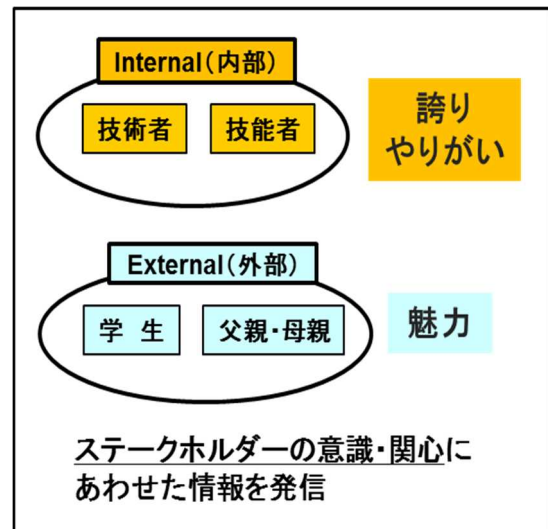 Internal(内部)
技術者 技能者
誇り
やりがい
External(外部)
学 生 父親・母親
魅力
ステークホルダーの意識・関心に
あわせた情報を発信